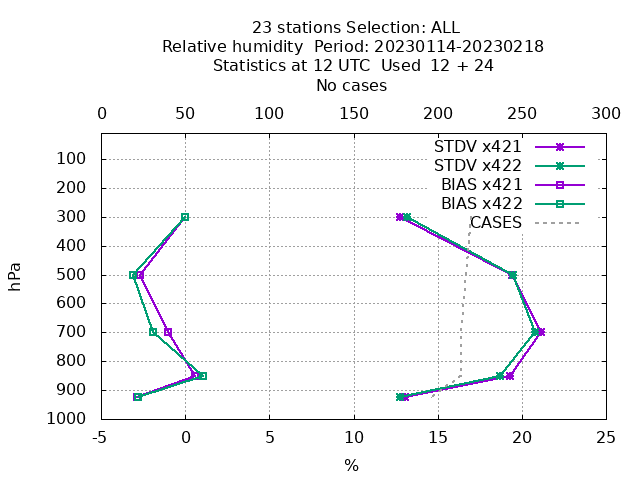 23 stations Selection: ALL
Relative humidity  Period: 20230114-20230218
Statistics at 12 UTC  Used  12 + 24
No cases
0 50 100 150 200 250 300
STDV x421
STDV x422
BIAS x421
BIAS x422
CASES
100
200
300
400
500
600
700
800
900
1000
hPa
-5 0 5 10 15 20 25
%